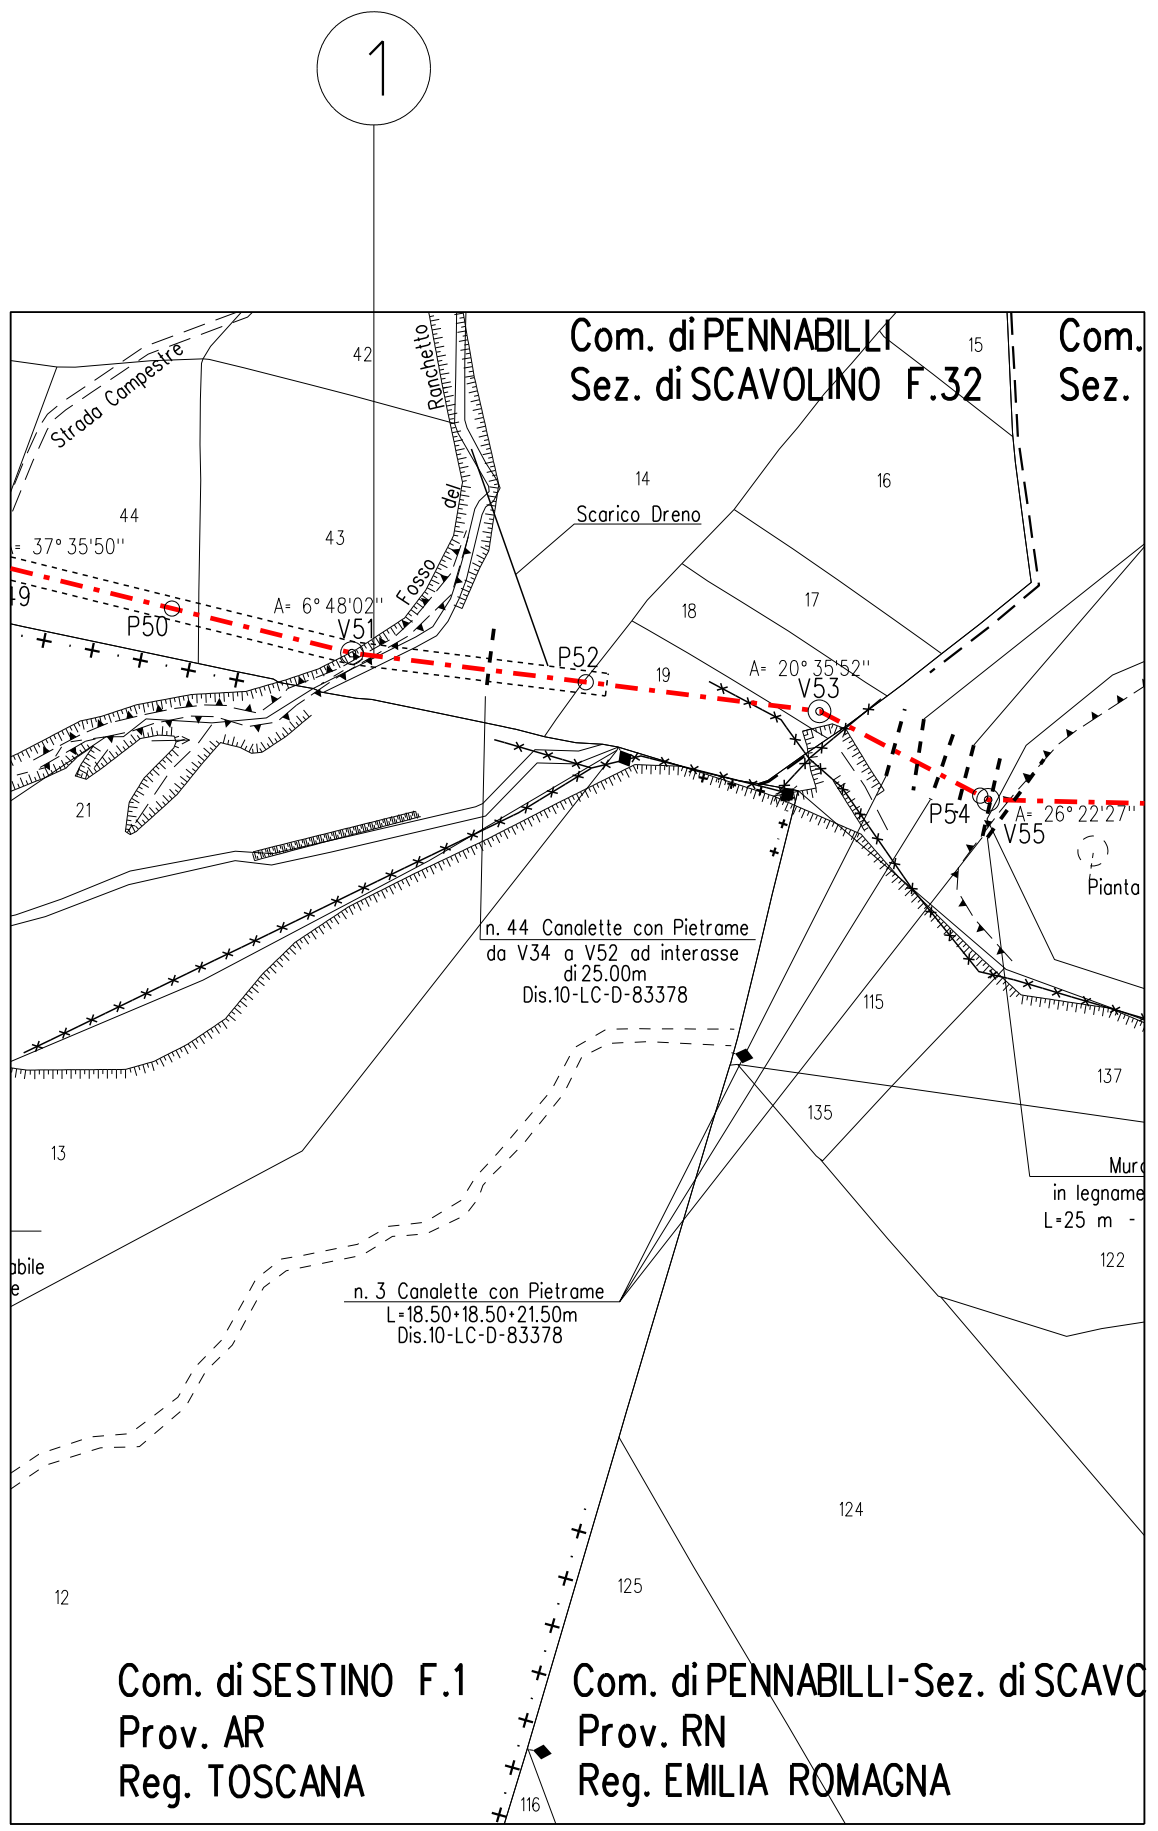 1
Com. di PENNABILLI
Sez. di SCAVOLINO F.32
Com.
Sez.
42
15
Ranchetto
Strada Campestre
14
16
del
44
Scarico Dreno
43
A= 37° 35'50"
Fosso
49
A= 6° 48'02"
P50
V51
17
18
P52
19
A= 20° 35'52"
V53
21
P54
A= 26° 22'27"
V55
Pianta
n. 44 Canalette con Pietrame
da V34 a V52 ad interasse
di 25.00m
Dis.10-LC-D-83378
115
137
135
13
in legname
L=25 m -
122
n. 3 Canalette con Pietrame
L=18.50+18.50+21.50m
Dis.10-LC-D-83378
124
125
12
Com. di SESTINO F.1
Prov. AR
Reg. TOSCANA
Com. di PENNABILLI-Sez. di SCAVO
Prov. RN
Reg. EMILIA ROMAGNA
116